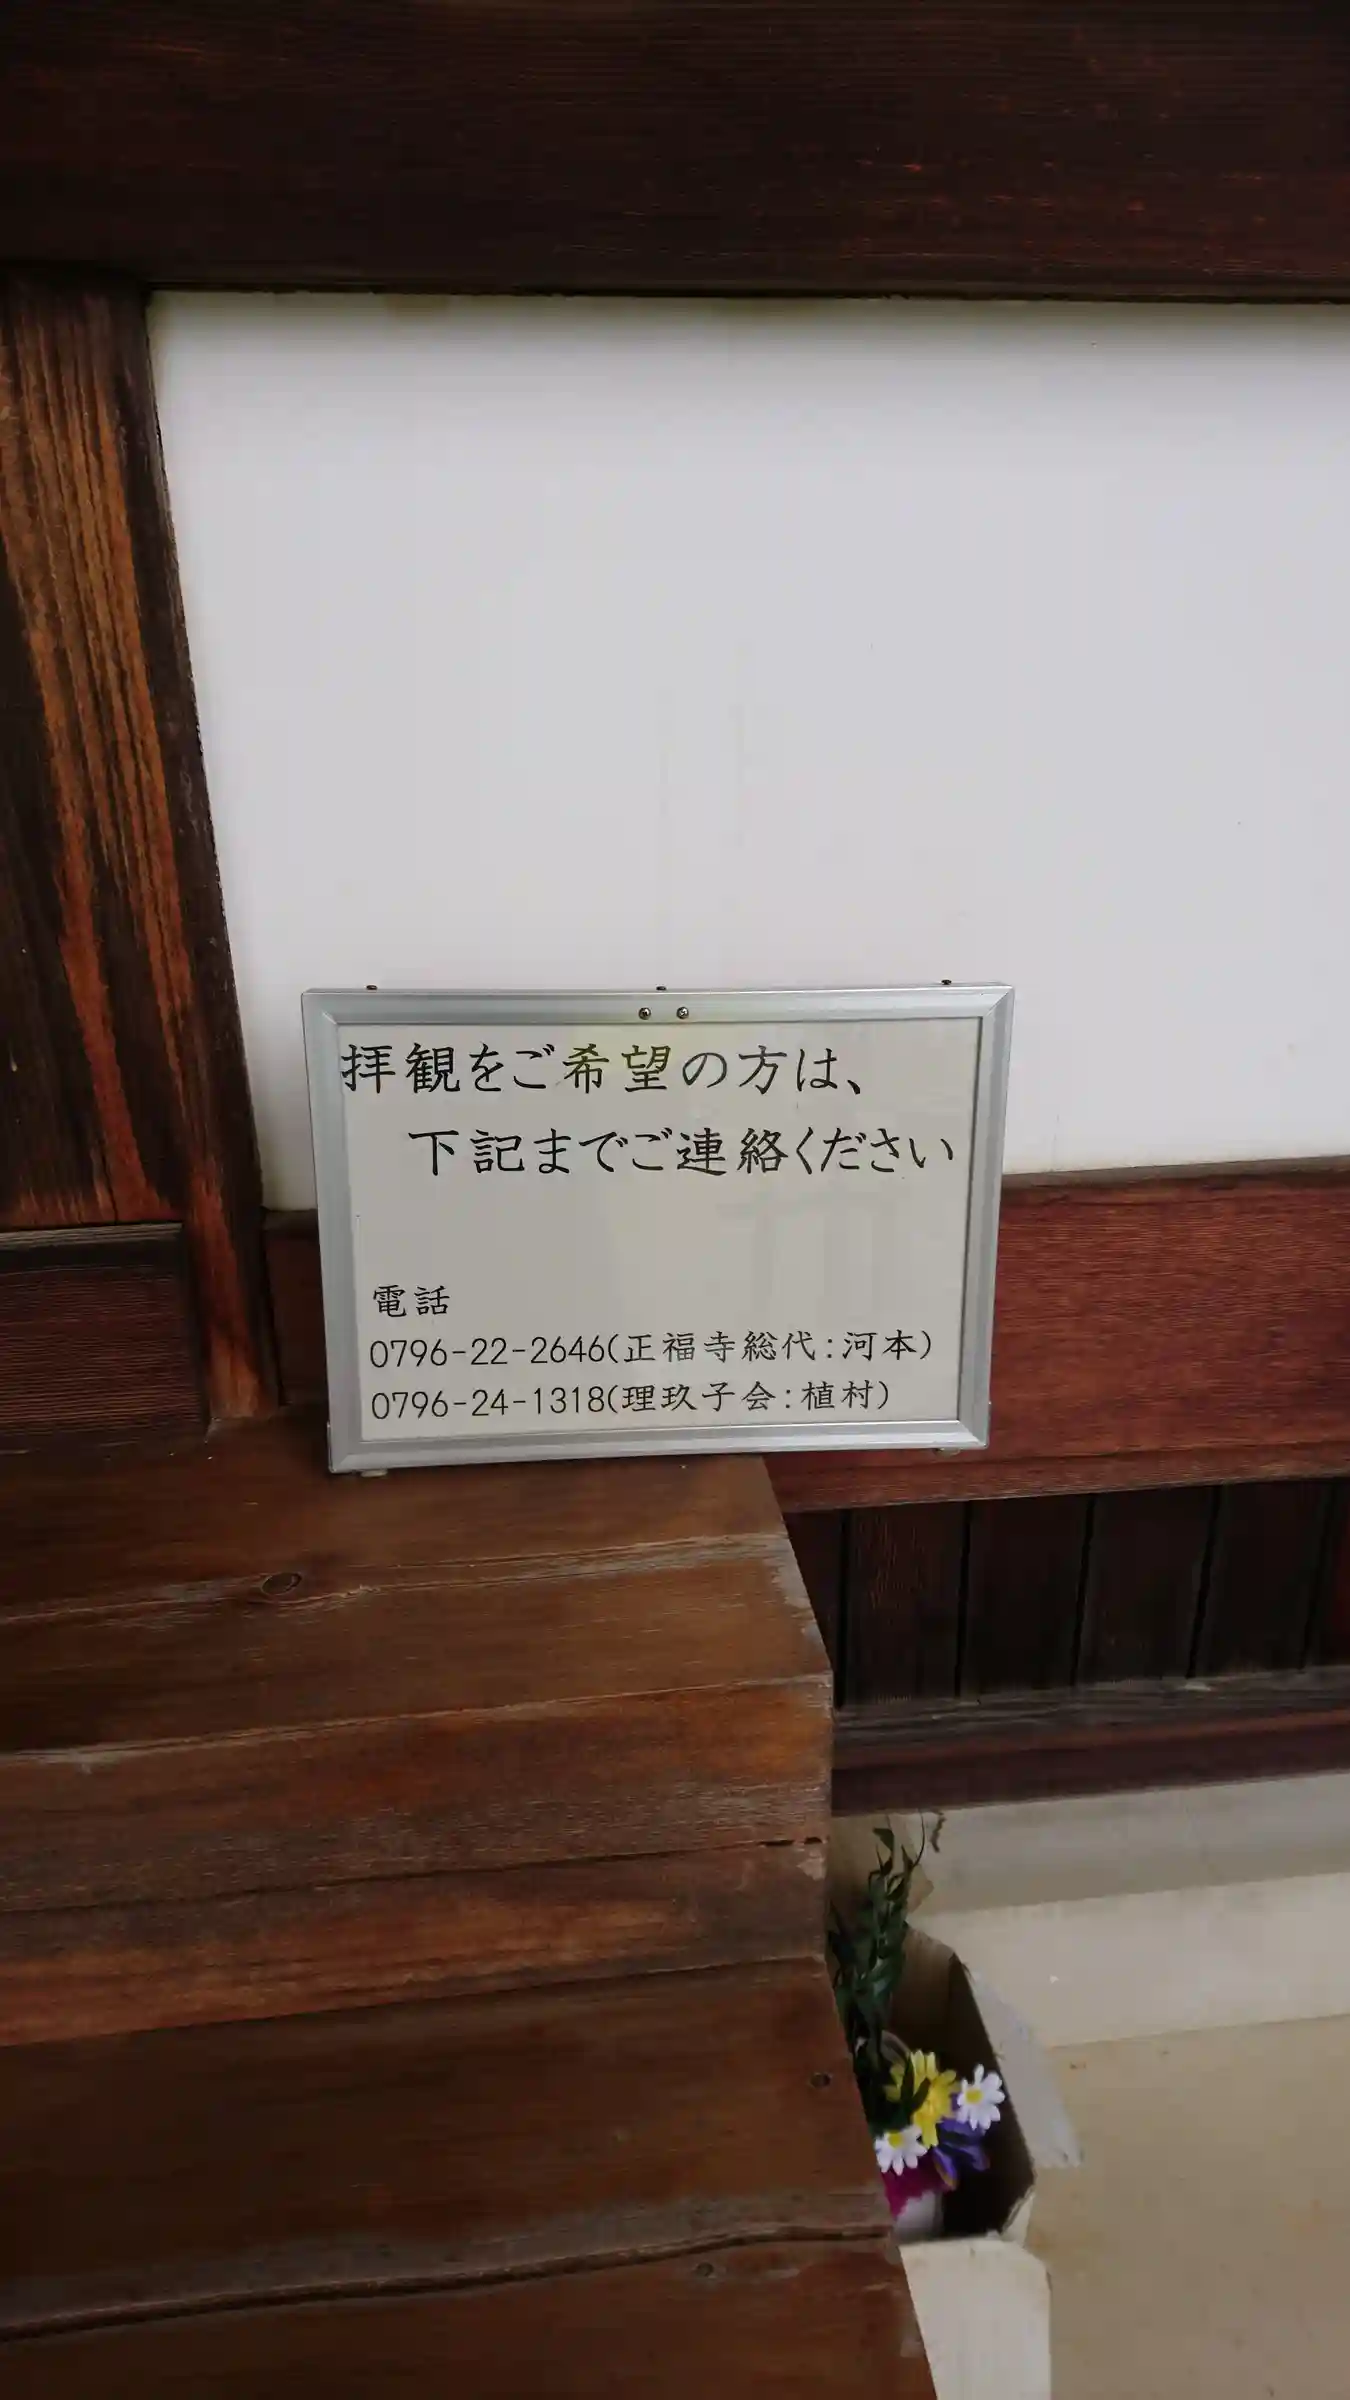 拝観をご希望の方は、
下記までご連絡ください
電話
0796-22-2646(正福寺総代:河本)
0796-24-1318(理玖子会:植村)